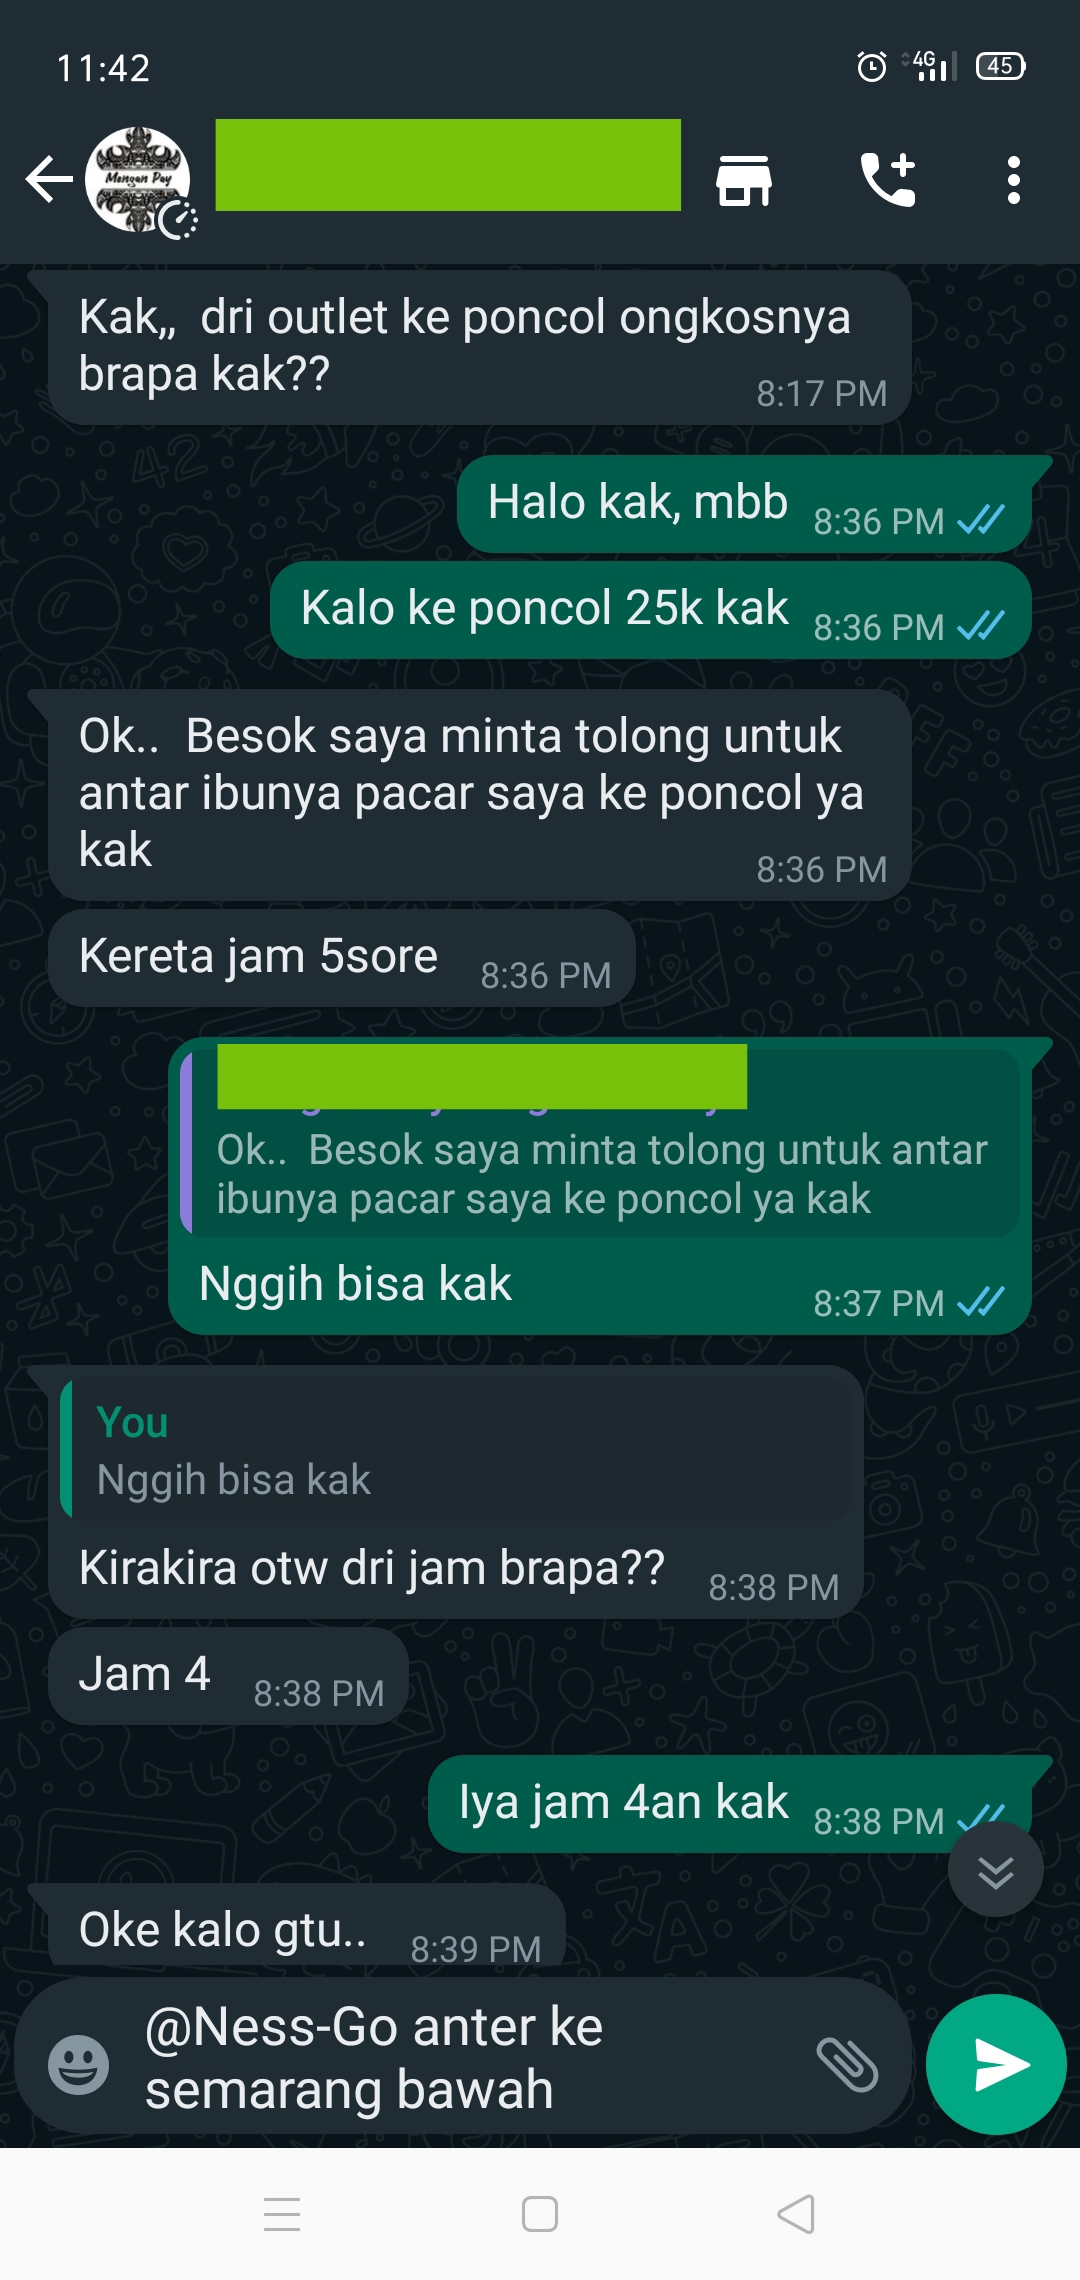 11:42
4G
45
Mangan Pay
Kak,, dri outlet ke poncol ongkosnya
brapa kak??
8:17 PM
Halo kak, mbb
8:36 PM
Kalo ke poncol 25k kak
8:36 PM
Ok.. Besok saya minta tolong untuk
antar ibunya pacar saya ke poncol ya
kak
8:36 PM
Kereta jam 5sore
8:36 PM
Ok.. Besok saya minta tolong untuk antar
ibunya pacar saya ke poncol ya kak
Nggih bisa kak
8:37 PM
You
Nggih bisa kak
Kirakira otw dri jam brapa??
8:38 PM
Jam 4
8:38 PM
Iya jam 4an kak
8:38 PM
Oke kalo gtu..
8:39 PM
@Ness-Go anter ke
semarang bawah